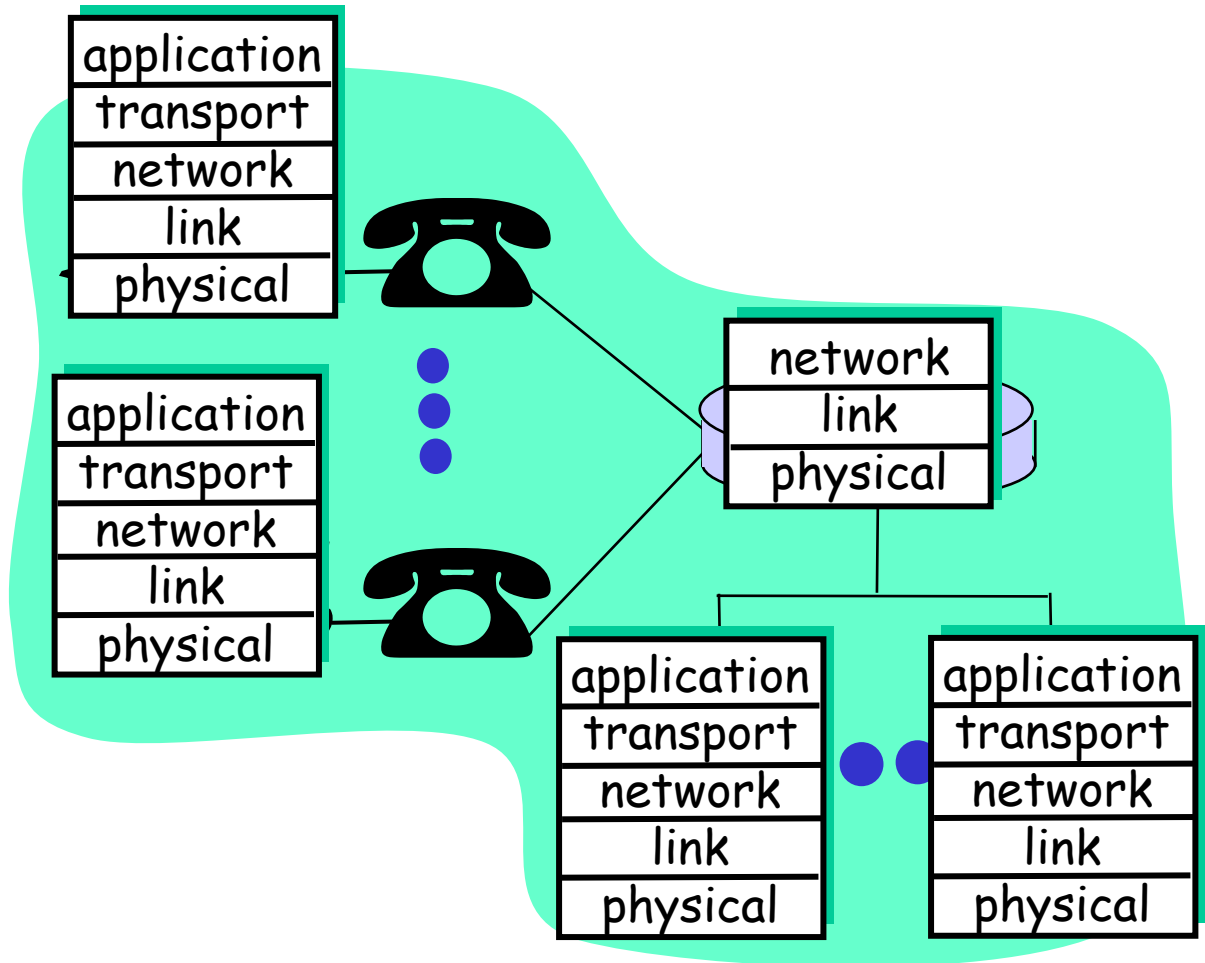 application
transport
network
link
physical
application
transport
network
link
physical
network
link
physical
application
transport
network
link
physical
application
transport
network
link
physical